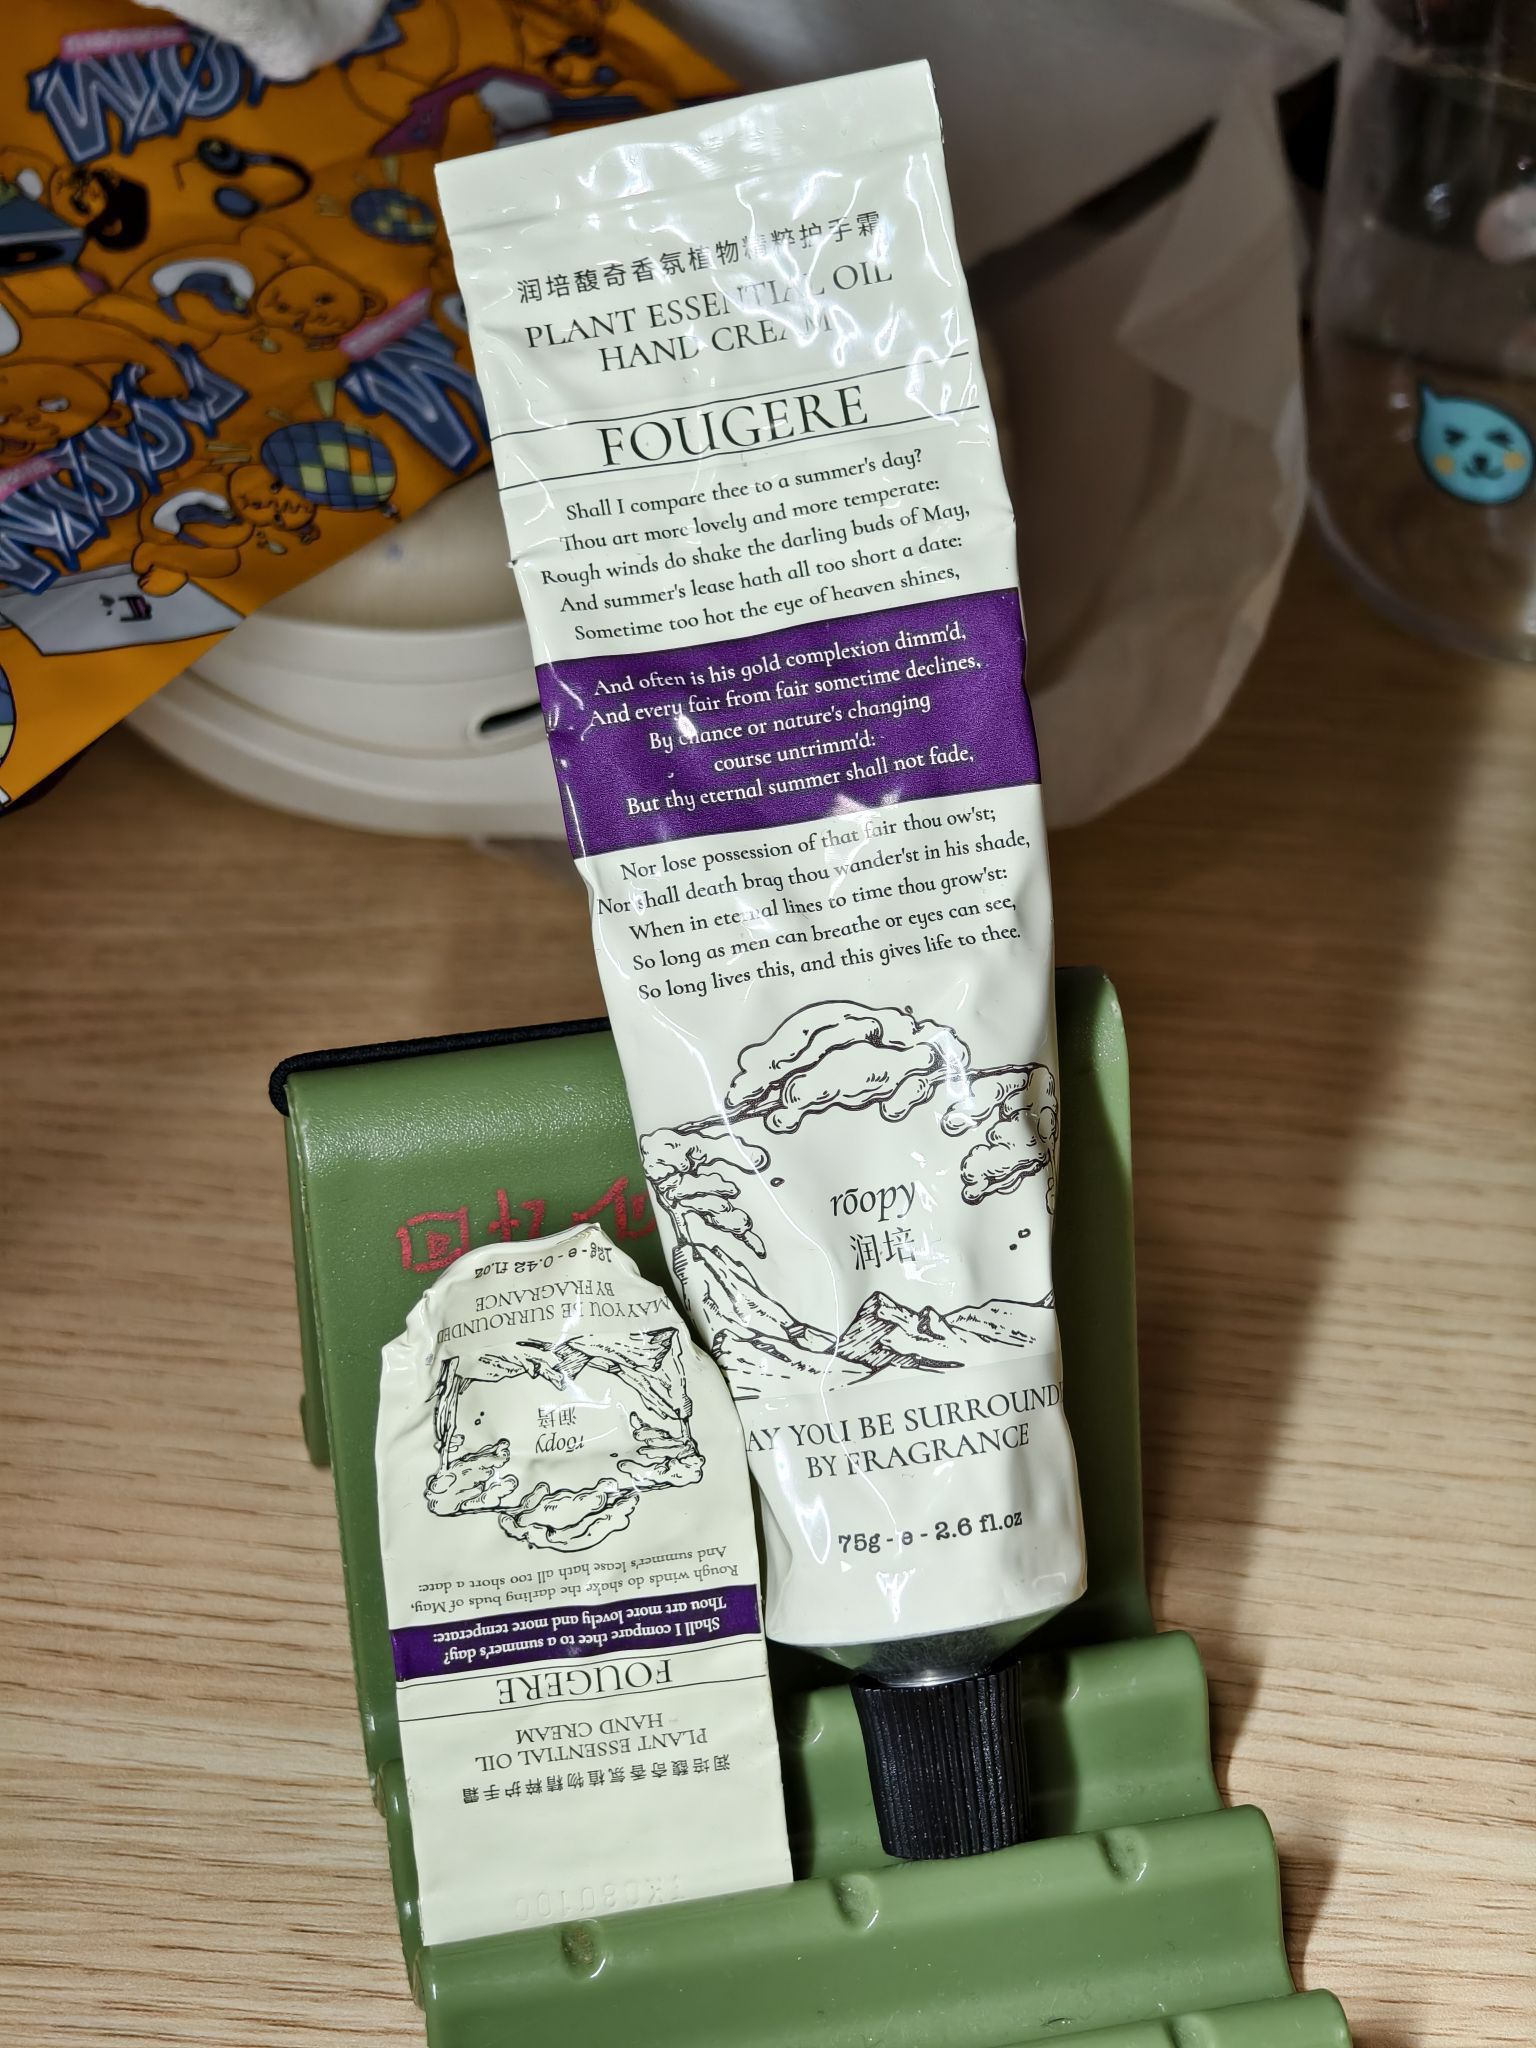 润培馥奇香氛植物精粹护手霜
PLANT ESSENTIAL OIL
HAND CREAM
FOUGERE
Shall I compare thee to a summer's day?
Thou art more lovely and more temperate:
Rough winds do shake the darling buds of May,
And summer's lease hath all too short a date:
Sometime too hot the eye of heaven shines,
And often is his gold complexion dimm'd,
And every fair from fair sometime declines,
By chance or nature's changing
course untrimm'd:
But thy eternal summer shall not fade,
Nor lose possession of that fair thou ow'st;
Nor shall death brag thou wander'st in his shade,
When in eternal lines to time thou grow'st:
So long as men can breathe or eyes can see,
So long lives this, and this gives life to thee.
rōopy
润培
AY YOU BE SURROUND
BY FRAGRANCE
75g - e - 2.6 fl.oz
回忆
润培馥奇香氛植物精粹护手霜
PLANT ESSENTIAL OIL
HAND CREAM
FOUGERE
Shall I compare thee to a summer's day?
Thou art more lovely and more temperate:
Rough winds do shake the darling buds of May,
And summer's lease hath all too short a date:
rōopy
润培
MAY YOU BE SURROUNDED
BY FRAGRANCE
12g - e - 0.42 fl.oz